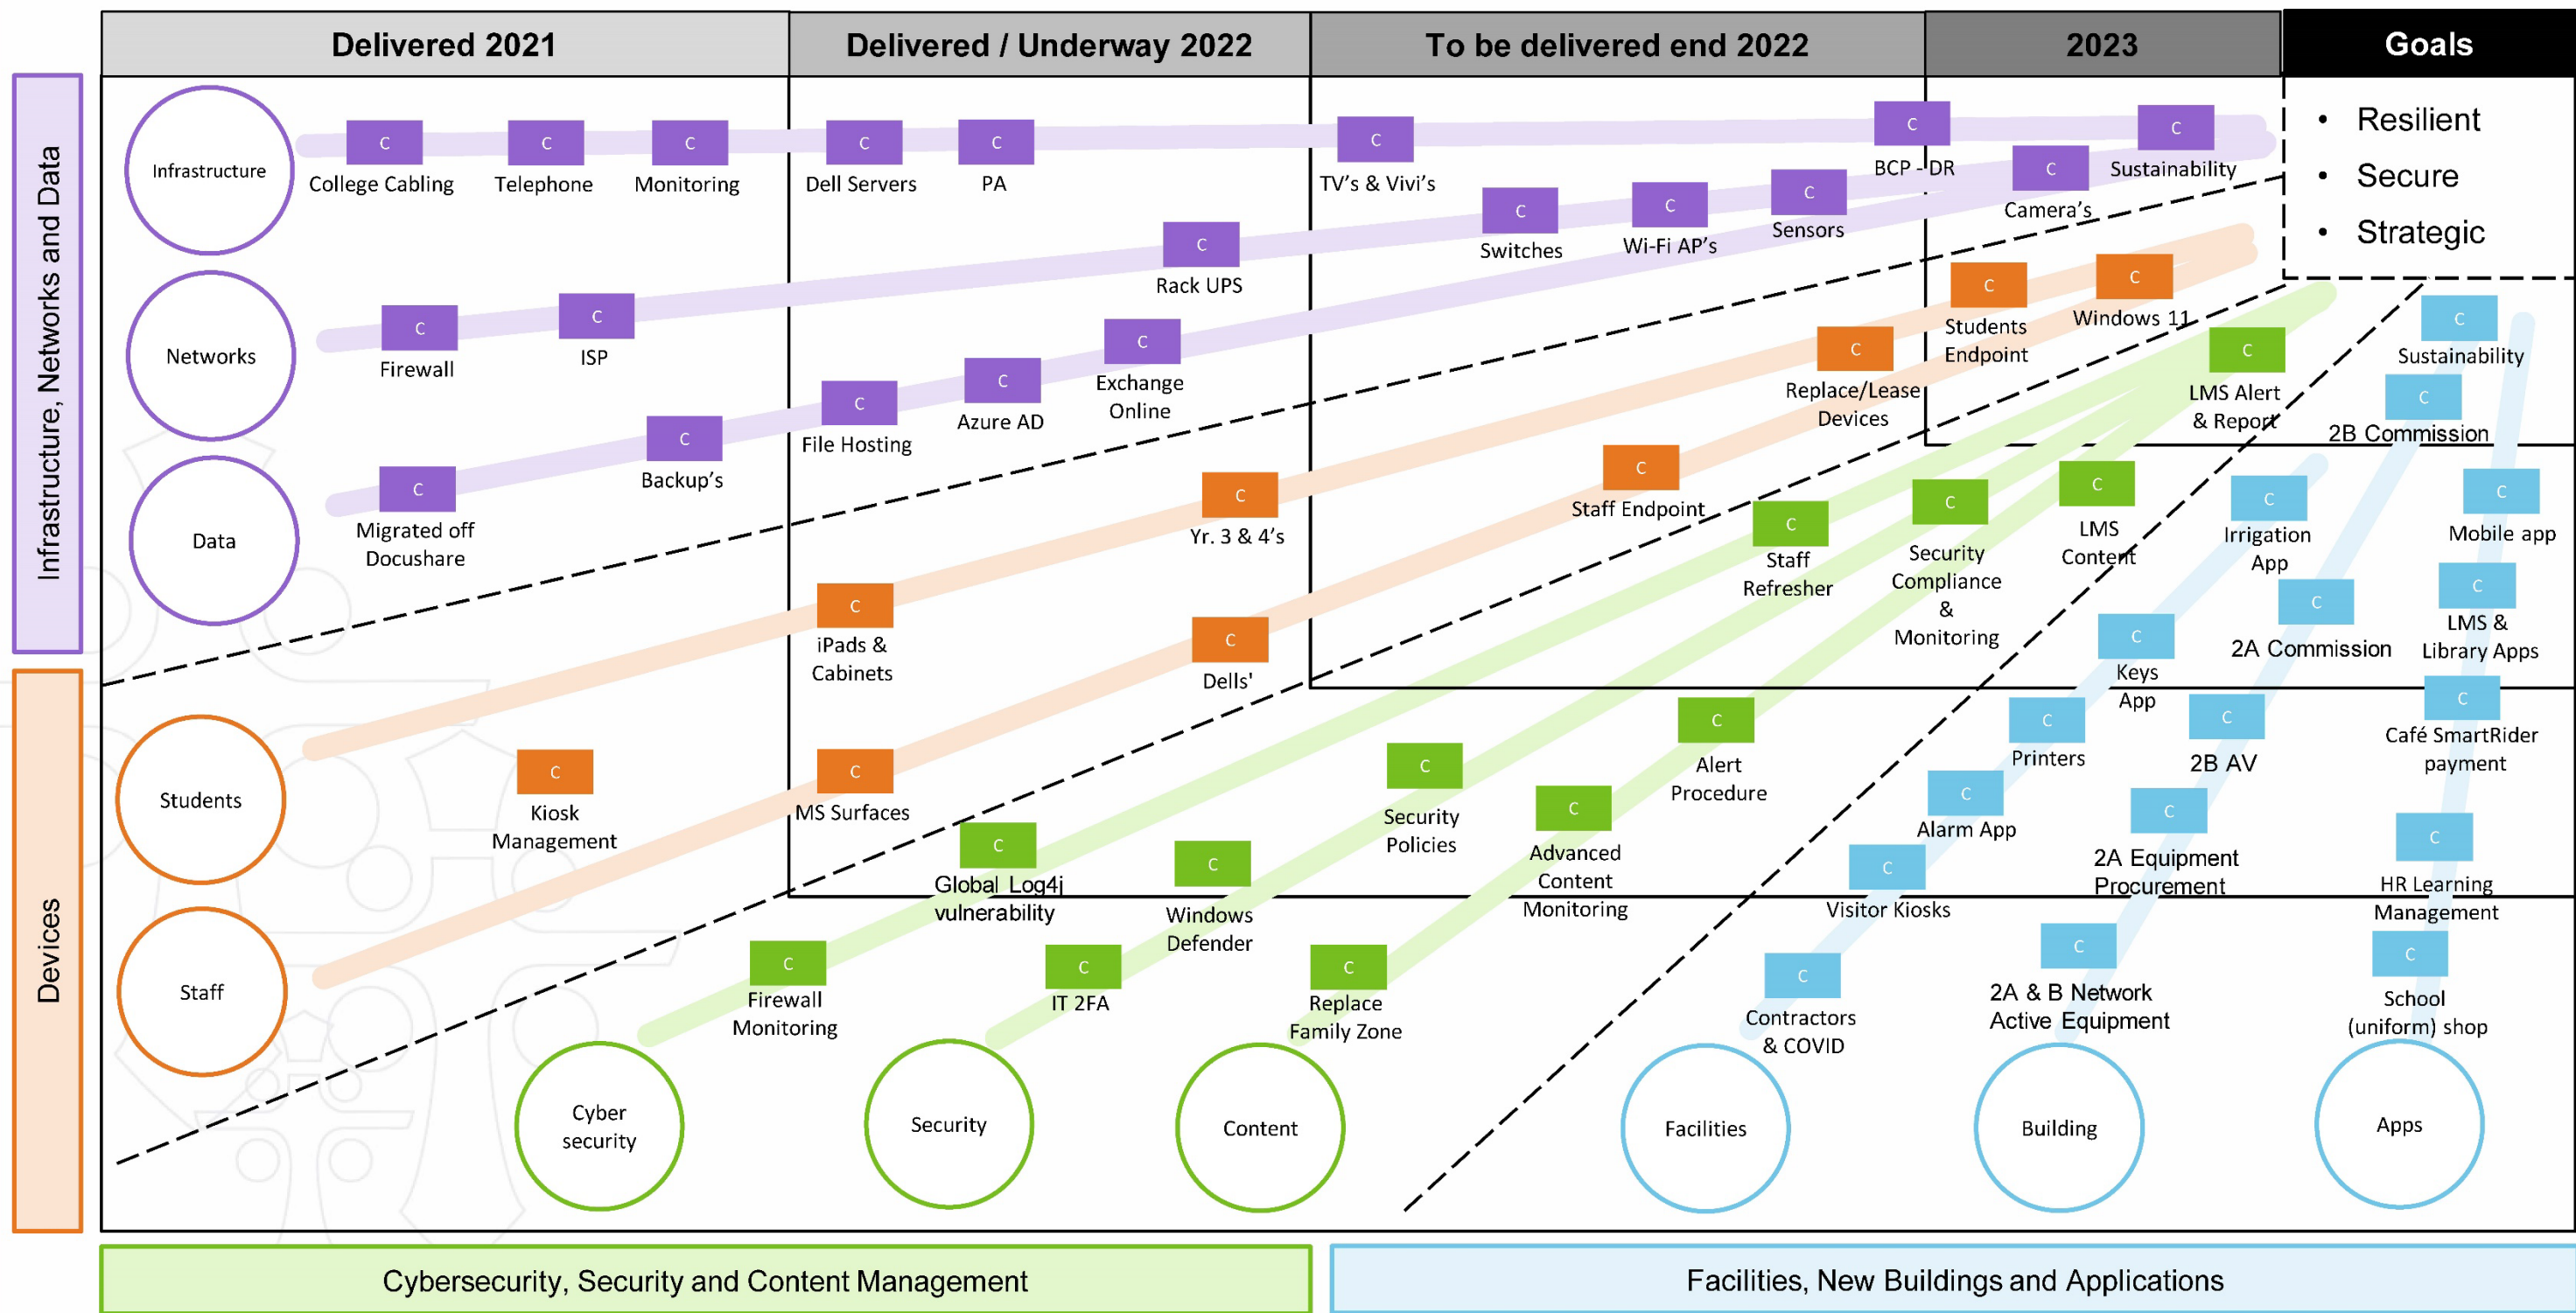 Delivered 2021
Delivered / Underway 2022
To be delivered end 2022
2023
Goals
• Resilient
• Secure
• Strategic
Infrastructure, Networks and Data
Infrastructure
C
College Cabling
C
Telephone
C
Monitoring
C
Dell Servers
C
PA
C
TV's & Vivi's
C
BCP - DR
C
Sustainability
Networks
C
Firewall
C
ISP
C
Rack UPS
C
Switches
C
Wi-Fi AP's
C
Sensors
C
Camera's
Data
C
Migrated off
Docushare
C
Backup's
C
File Hosting
C
Azure AD
C
Exchange
Online
Devices
Students
C
Kiosk
Management
C
iPads &
Cabinets
C
Yr. 3 & 4's
C
Replace/Lease
Devices
C
Students
Endpoint
C
Windows 11
Staff
C
MS Surfaces
C
Dells'
C
Staff Endpoint
Cyber
security
C
Firewall
Monitoring
C
Global Log4j
vulnerability
C
Staff
Refresher
C
LMS Alert
& Report
Security
C
IT 2FA
C
Windows
Defender
C
Security
Policies
C
Security
Compliance
&
Monitoring
Content
C
Replace
Family Zone
C
Advanced
Content
Monitoring
C
Alert
Procedure
C
LMS
Content
Facilities
C
Contractors
& COVID
C
Visitor Kiosks
C
Alarm App
C
Printers
C
Keys
App
C
Irrigation
App
Building
C
2A & B Network
Active Equipment
C
2A Equipment
Procurement
C
2B AV
C
2A Commission
C
2B Commission
C
Sustainability
Apps
C
School
(uniform) shop
C
HR Learning
Management
C
Café SmartRider
payment
C
LMS &
Library Apps
C
Mobile app
Cybersecurity, Security and Content Management
Facilities, New Buildings and Applications